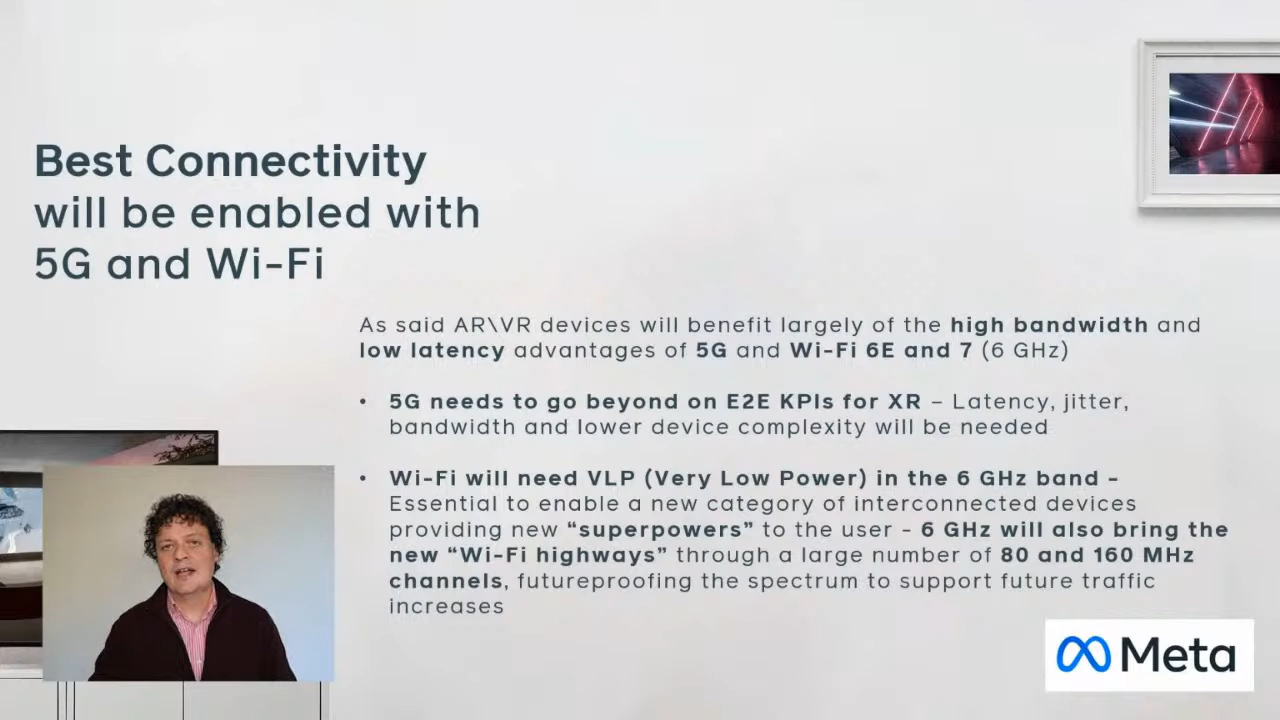 Best Connectivity
will be enabled with
5G and Wi-Fi
As said AR\VR devices will benefit largely of the high bandwidth and
low latency advantages of 5G and Wi-Fi 6E and 7 (6 GHz)
• 5G needs to go beyond on E2E KPIs for XR – Latency, jitter,
bandwidth and lower device complexity will be needed
• Wi-Fi will need VLP (Very Low Power) in the 6 GHz band -
Essential to enable a new category of interconnected devices
providing new “superpowers” to the user - 6 GHz will also bring the
new “Wi-Fi highways” through a large number of 80 and 160 MHz
channels, futureproofing the spectrum to support future traffic
increases
Meta